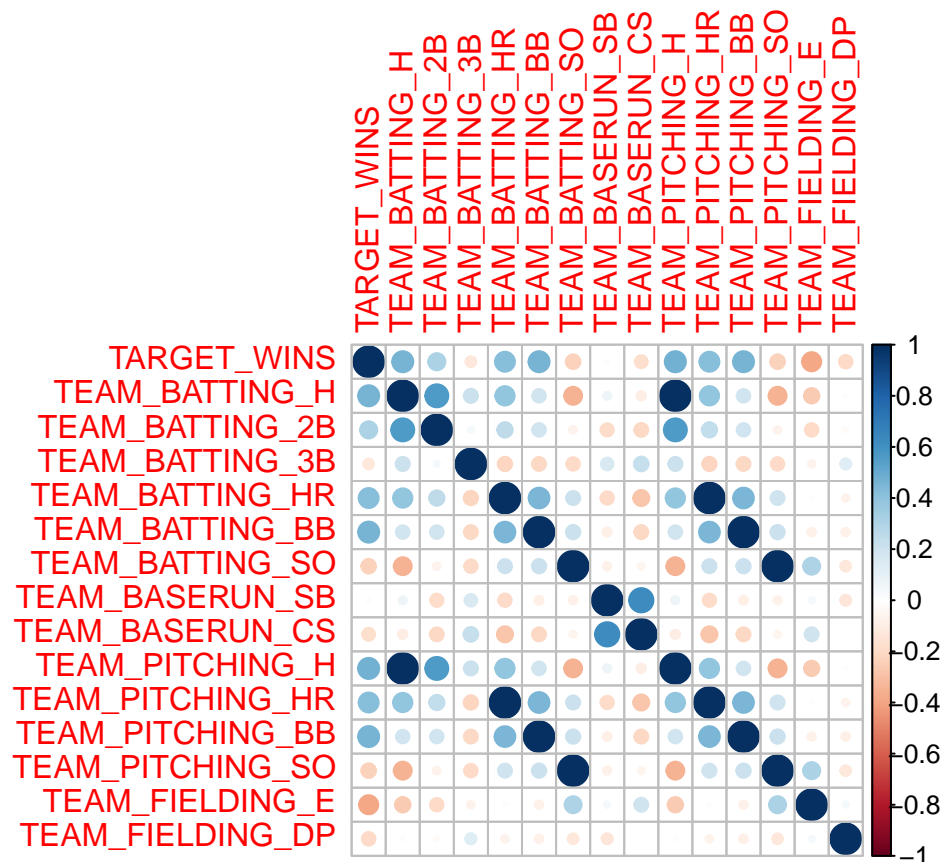 TARGET_WINS
TEAM_BATTING_H
TEAM_BATTING_2B
TEAM_BATTING_3B
TEAM_BATTING_HR
TEAM_BATTING_BB
TEAM_BATTING_SO
TEAM_BASERUN_SB
TEAM_BASERUN_CS
TEAM_PITCHING_H
TEAM_PITCHING_HR
TEAM_PITCHING_BB
TEAM_PITCHING_SO
TEAM_FIELDING_E
TEAM_FIELDING_DP
TARGET_WINS
TEAM_BATTING_H
TEAM_BATTING_2B
TEAM_BATTING_3B
TEAM_BATTING_HR
TEAM_BATTING_BB
TEAM_BATTING_SO
TEAM_BASERUN_SB
TEAM_BASERUN_CS
TEAM_PITCHING_H
TEAM_PITCHING_HR
TEAM_PITCHING_BB
TEAM_PITCHING_SO
TEAM_FIELDING_E
TEAM_FIELDING_DP
1
0.8
0.6
0.4
0.2
0
−0.2
−0.4
−0.6
−0.8
−1